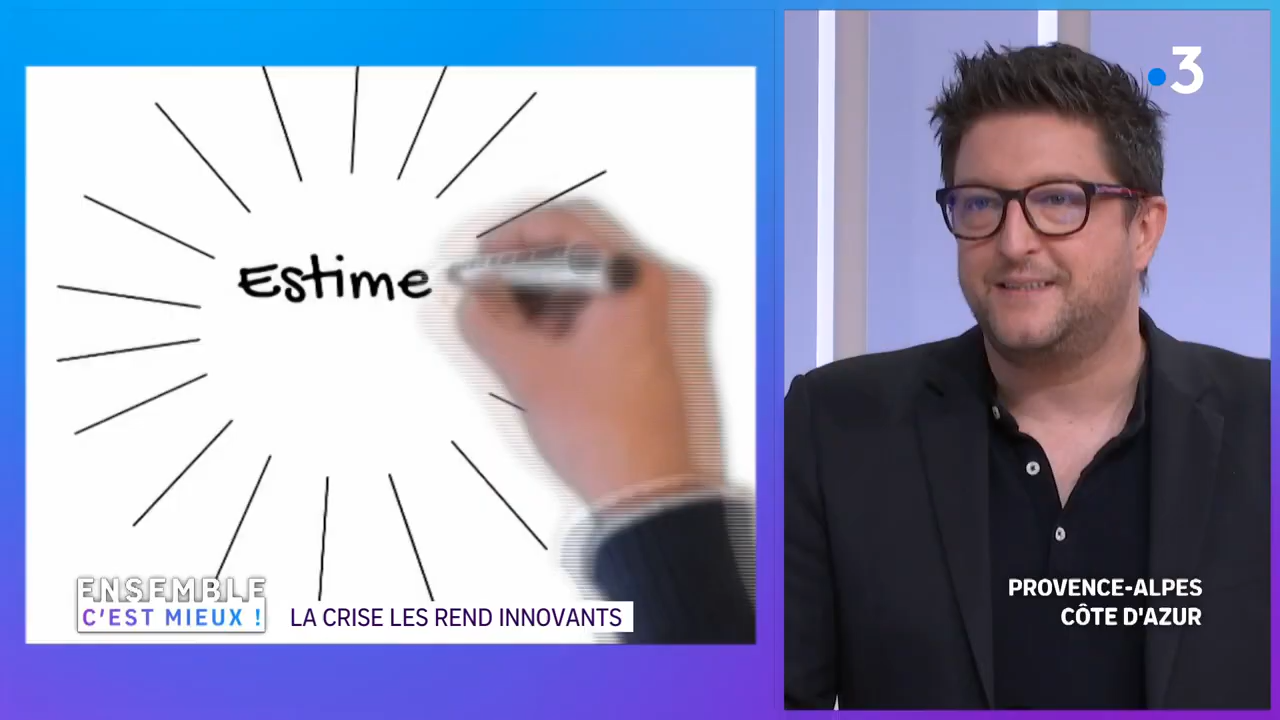 Estime
ENSEMBLE
C'EST MIEUX !
LA CRISE LES REND INNOVANTS
3
PROVENCE-ALPES
CÔTE D'AZUR